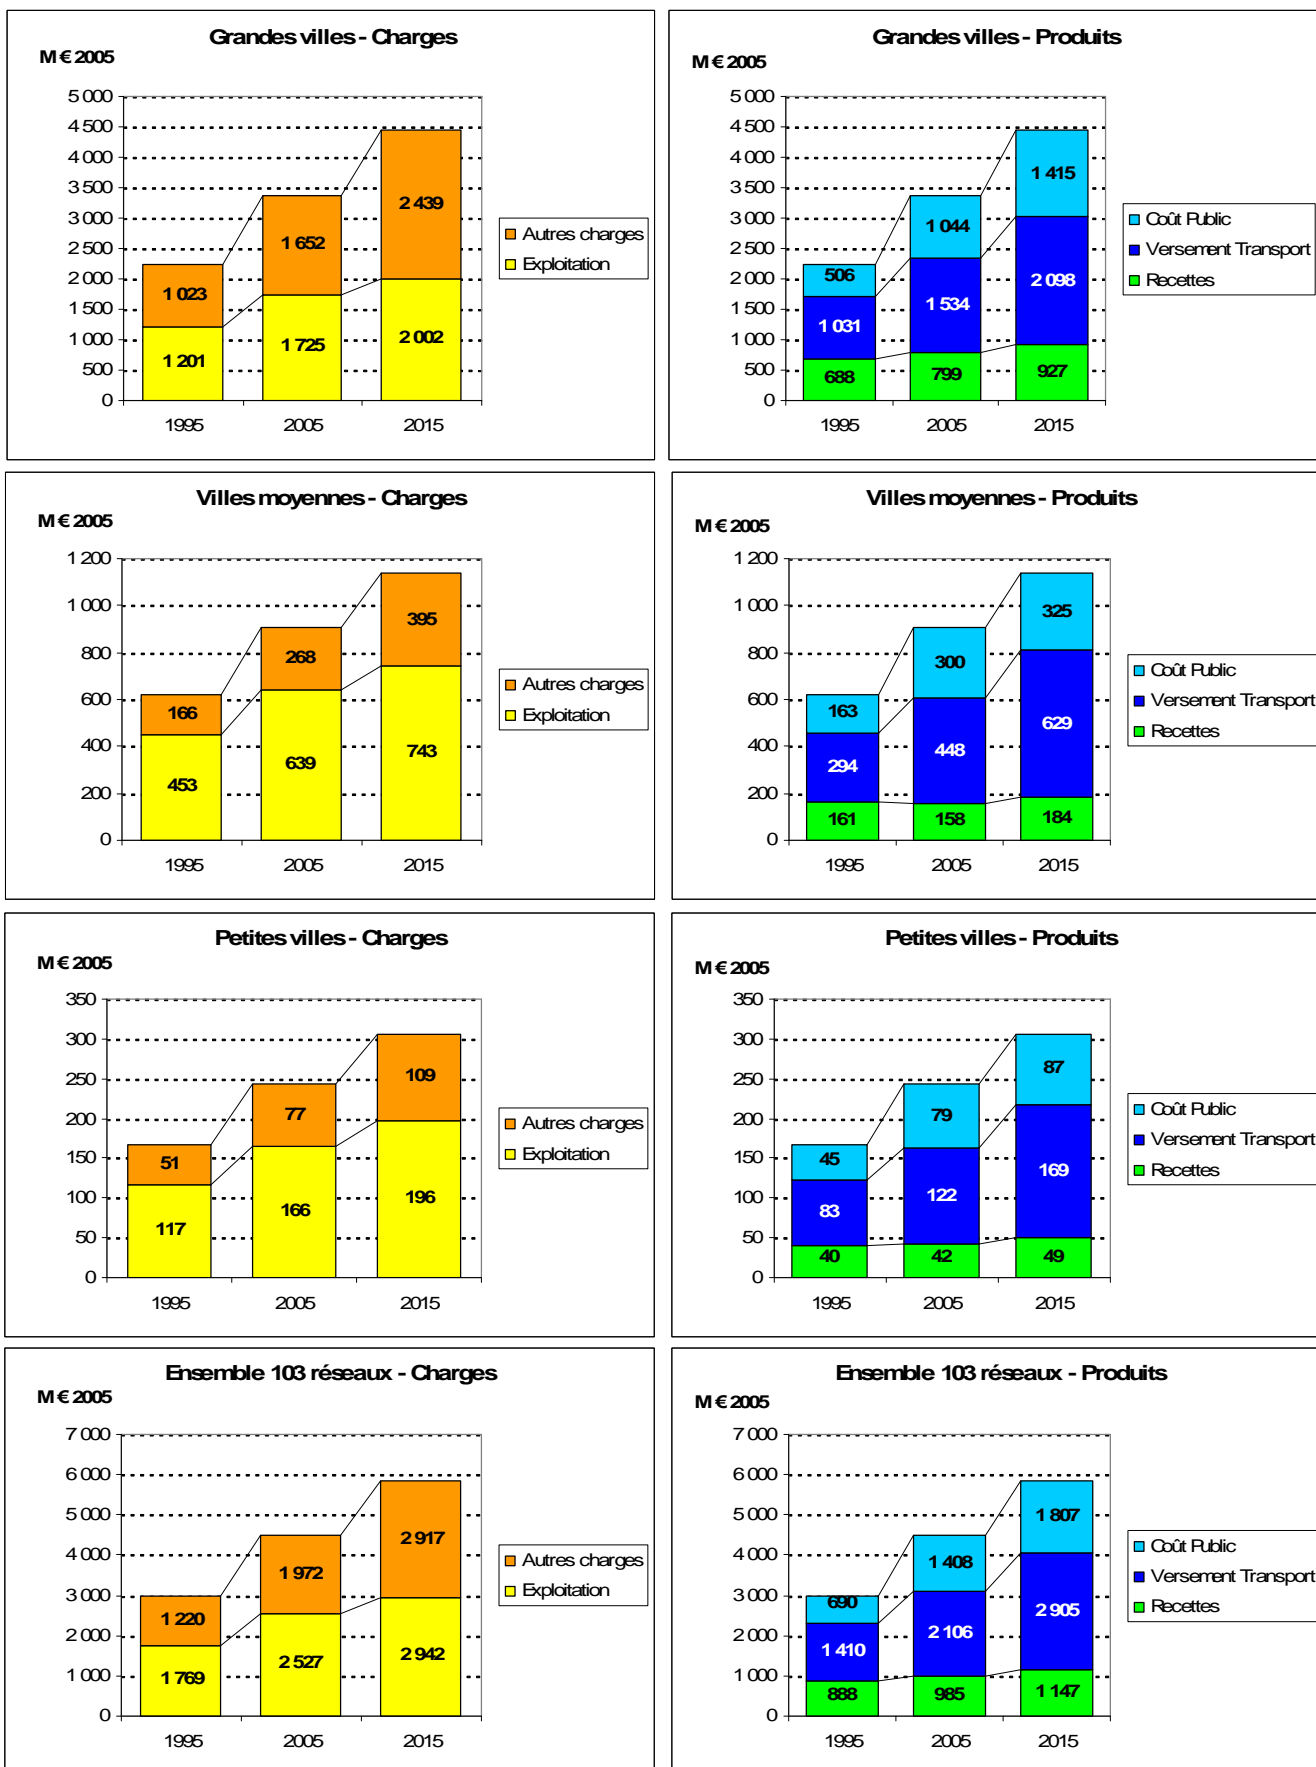 Grandes villes - Charges
M € 2005
5 000
4 500
4 000
3 500
3 000
2 500
2 000
1 500
1 000
500
0
1 023
1 201
1 652
1 725
2 439
2 002
1995 2005 2015
Autres charges
Exploitation
Grandes villes - Produits
M € 2005
5 000
4 500
4 000
3 500
3 000
2 500
2 000
1 500
1 000
500
0
506
1 031
688
1 044
1 534
799
1 415
2 098
927
1995 2005 2015
Coût Public
Versement Transport
Recettes
Villes moyennes - Charges
M € 2005
1 200
1 000
800
600
400
200
0
166
453
268
639
395
743
1995 2005 2015
Autres charges
Exploitation
Villes moyennes - Produits
M € 2005
1 200
1 000
800
600
400
200
0
163
294
161
300
448
158
325
629
184
1995 2005 2015
Coût Public
Versement Transport
Recettes
Petites villes - Charges
M € 2005
350
300
250
200
150
100
50
0
51
117
77
166
109
196
1995 2005 2015
Autres charges
Exploitation
Petites villes - Produits
M € 2005
350
300
250
200
150
100
50
0
45
83
40
79
122
42
87
169
49
1995 2005 2015
Coût Public
Versement Transport
Recettes
Ensemble 103 réseaux - Charges
M € 2005
7 000
6 000
5 000
4 000
3 000
2 000
1 000
0
1 220
1 769
1 972
2 527
2 917
2 942
1995 2005 2015
Autres charges
Exploitation
Ensemble 103 réseaux - Produits
M € 2005
7 000
6 000
5 000
4 000
3 000
2 000
1 000
0
690
1 410
888
1 408
2 106
985
1 807
2 905
1 147
1995 2005 2015
Coût Public
Versement Transport
Recettes